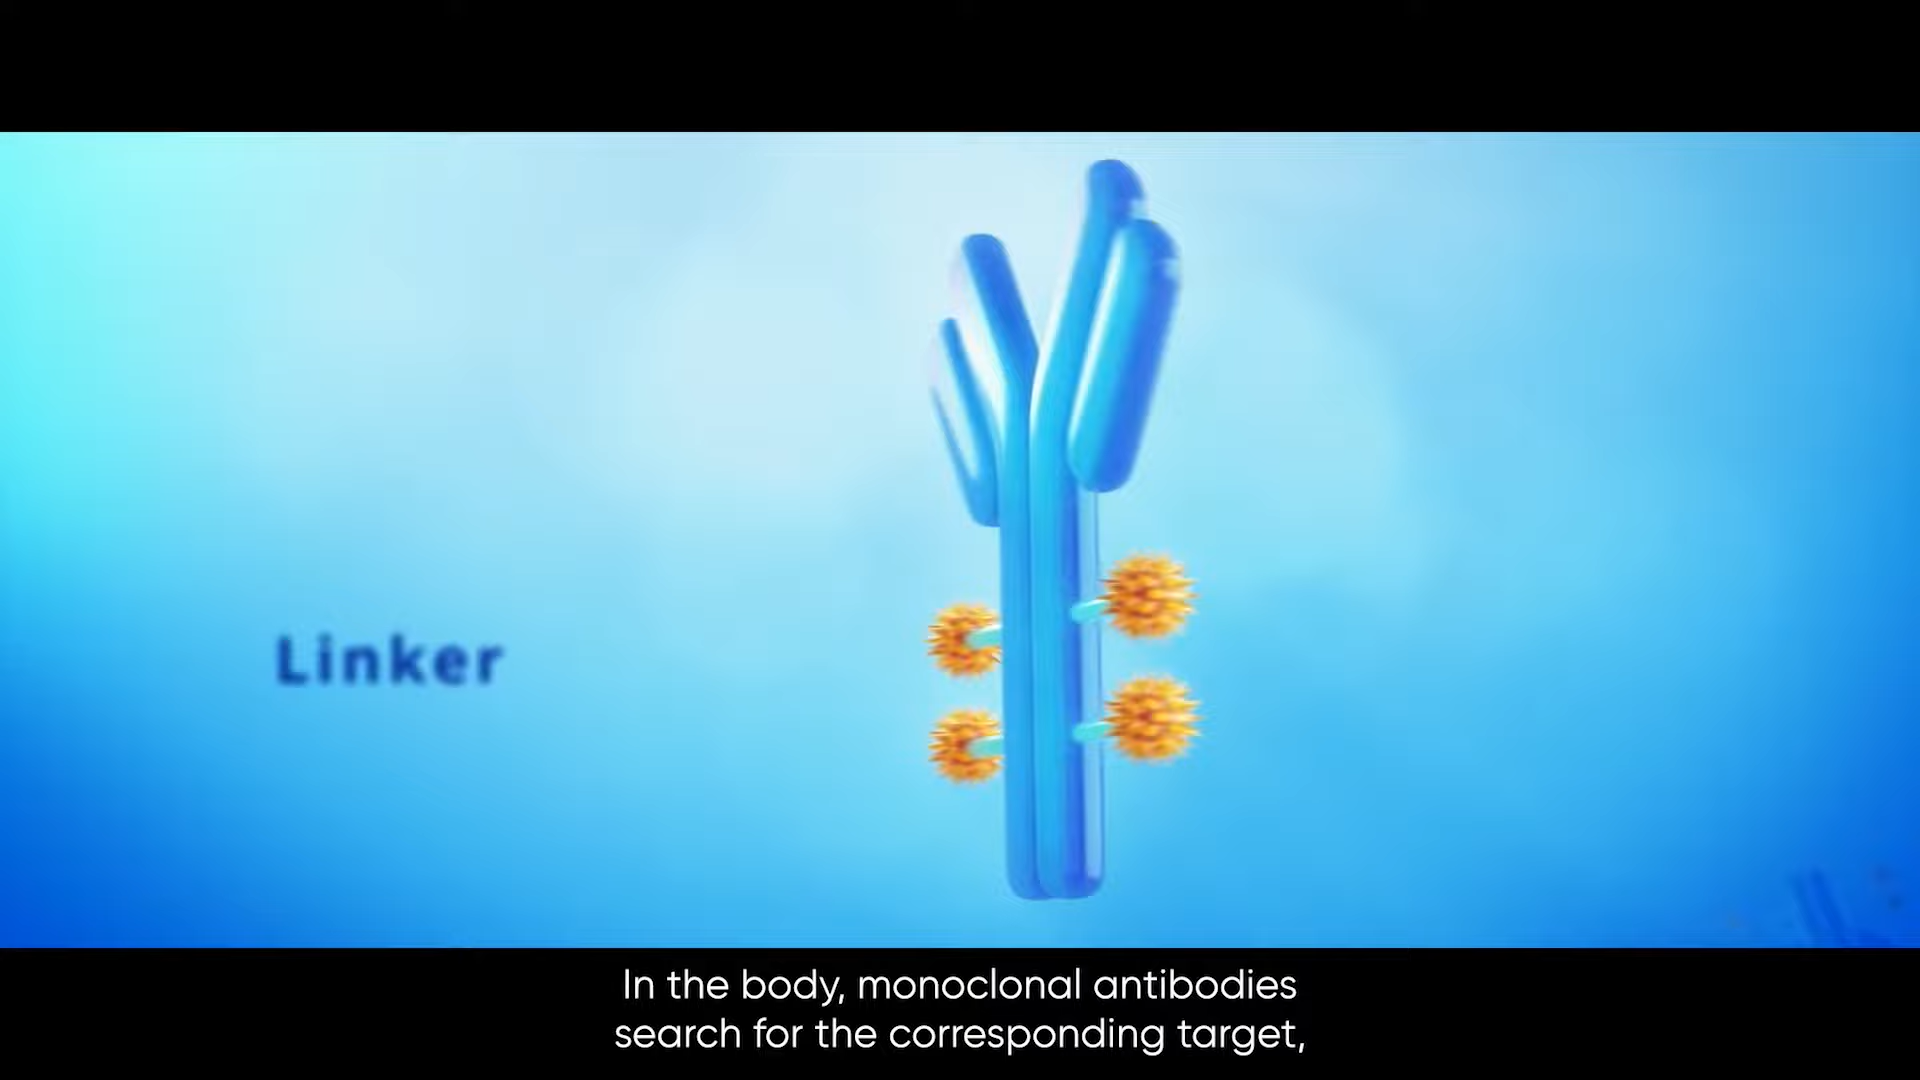 Linker
In the body, monoclonal antibodies
search for the corresponding target,